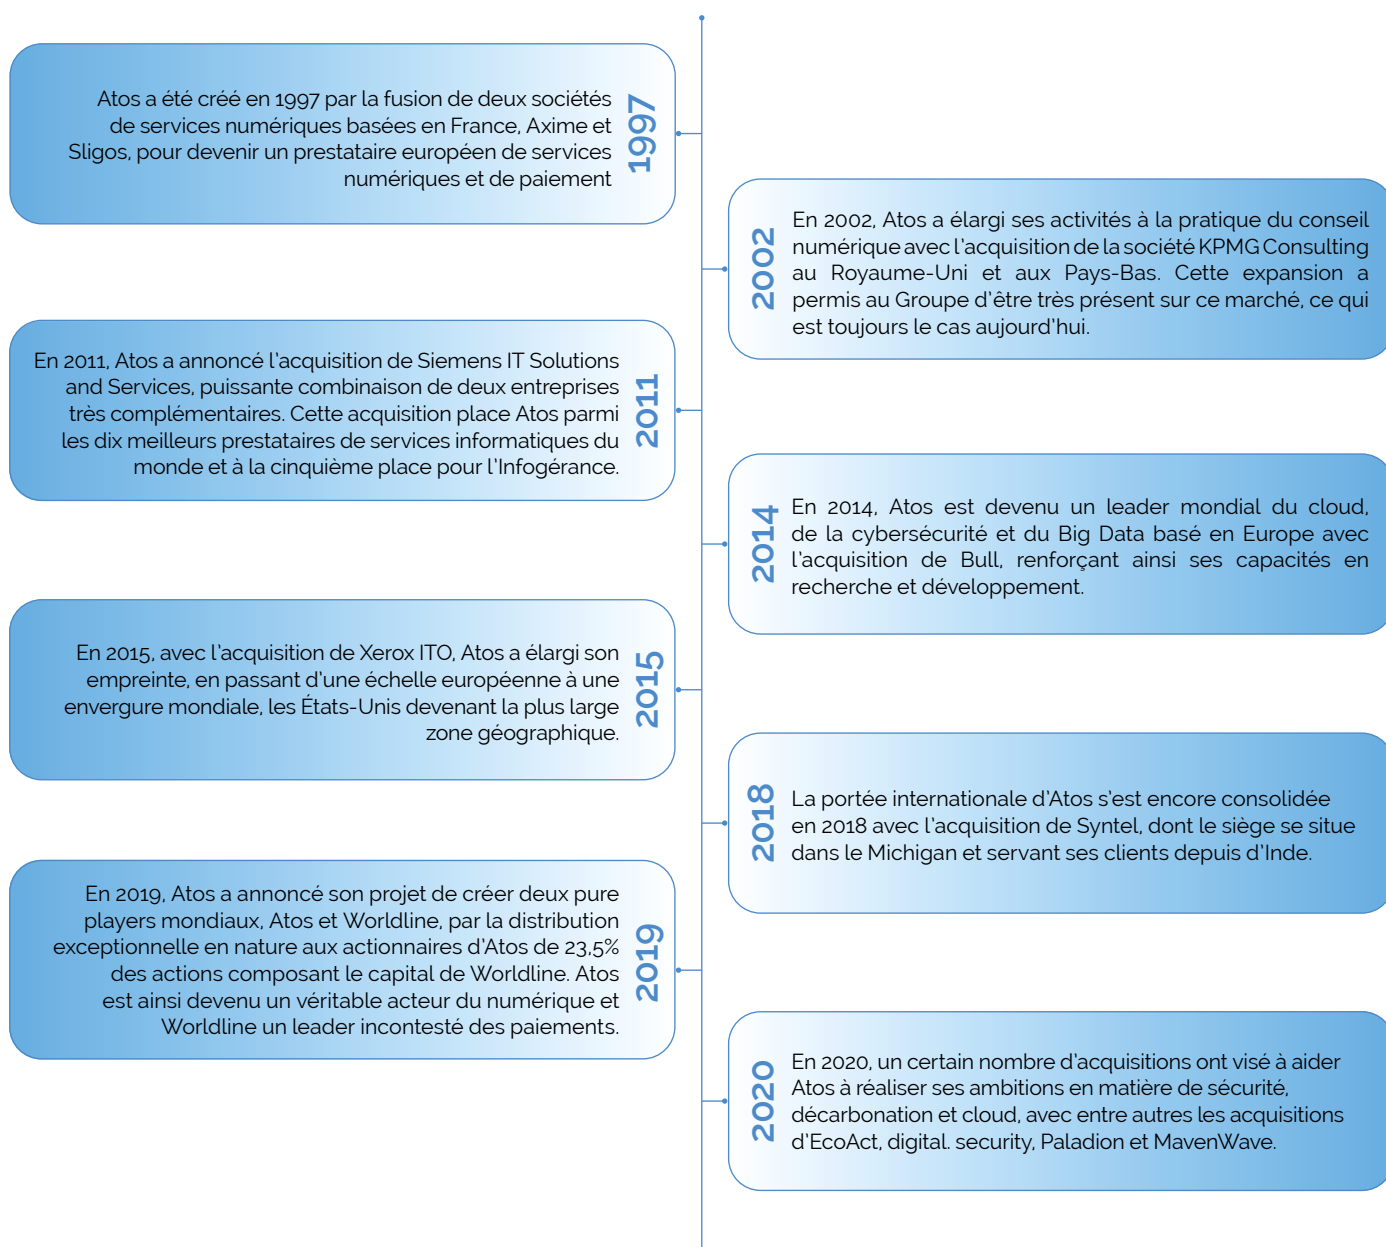 Atos a été créé en 1997 par la fusion de deux sociétés
de services numériques basées en France, Axime et
Sligos, pour devenir un prestataire européen de services
numériques et de paiement
1997
2002
En 2002, Atos a élargi ses activités à la pratique du conseil
numérique avec l’acquisition de la société KPMG Consulting
au Royaume-Uni et aux Pays-Bas. Cette expansion a
permis au Groupe d’être très présent sur ce marché, ce qui
est toujours le cas aujourd’hui.
En 2011, Atos a annoncé l’acquisition de Siemens IT Solutions
and Services, puissante combinaison de deux entreprises
très complémentaires. Cette acquisition place Atos parmi
les dix meilleurs prestataires de services informatiques du
monde et à la cinquième place pour l’Infogérance.
2011
2014
En 2014, Atos est devenu un leader mondial du cloud,
de la cybersécurité et du Big Data basé en Europe avec
l’acquisition de Bull, renforçant ainsi ses capacités en
recherche et développement.
En 2015, avec l’acquisition de Xerox ITO, Atos a élargi son
empreinte, en passant d’une échelle européenne à une
envergure mondiale, les États-Unis devenant la plus large
zone géographique.
2015
2018
La portée internationale d’Atos s’est encore consolidée
en 2018 avec l’acquisition de Syntel, dont le siège se situe
dans le Michigan et servant ses clients depuis d’Inde.
En 2019, Atos a annoncé son projet de créer deux pure
players mondiaux, Atos et Worldline, par la distribution
exceptionnelle en nature aux actionnaires d’Atos de 23,5%
des actions composant le capital de Worldline. Atos
est ainsi devenu un véritable acteur du numérique et
Worldline un leader incontesté des paiements.
2019
2020
En 2020, un certain nombre d’acquisitions ont visé à aider
Atos à réaliser ses ambitions en matière de sécurité,
décarbonation et cloud, avec entre autres les acquisitions
d’EcoAct, digital. security, Paladion et MavenWave.